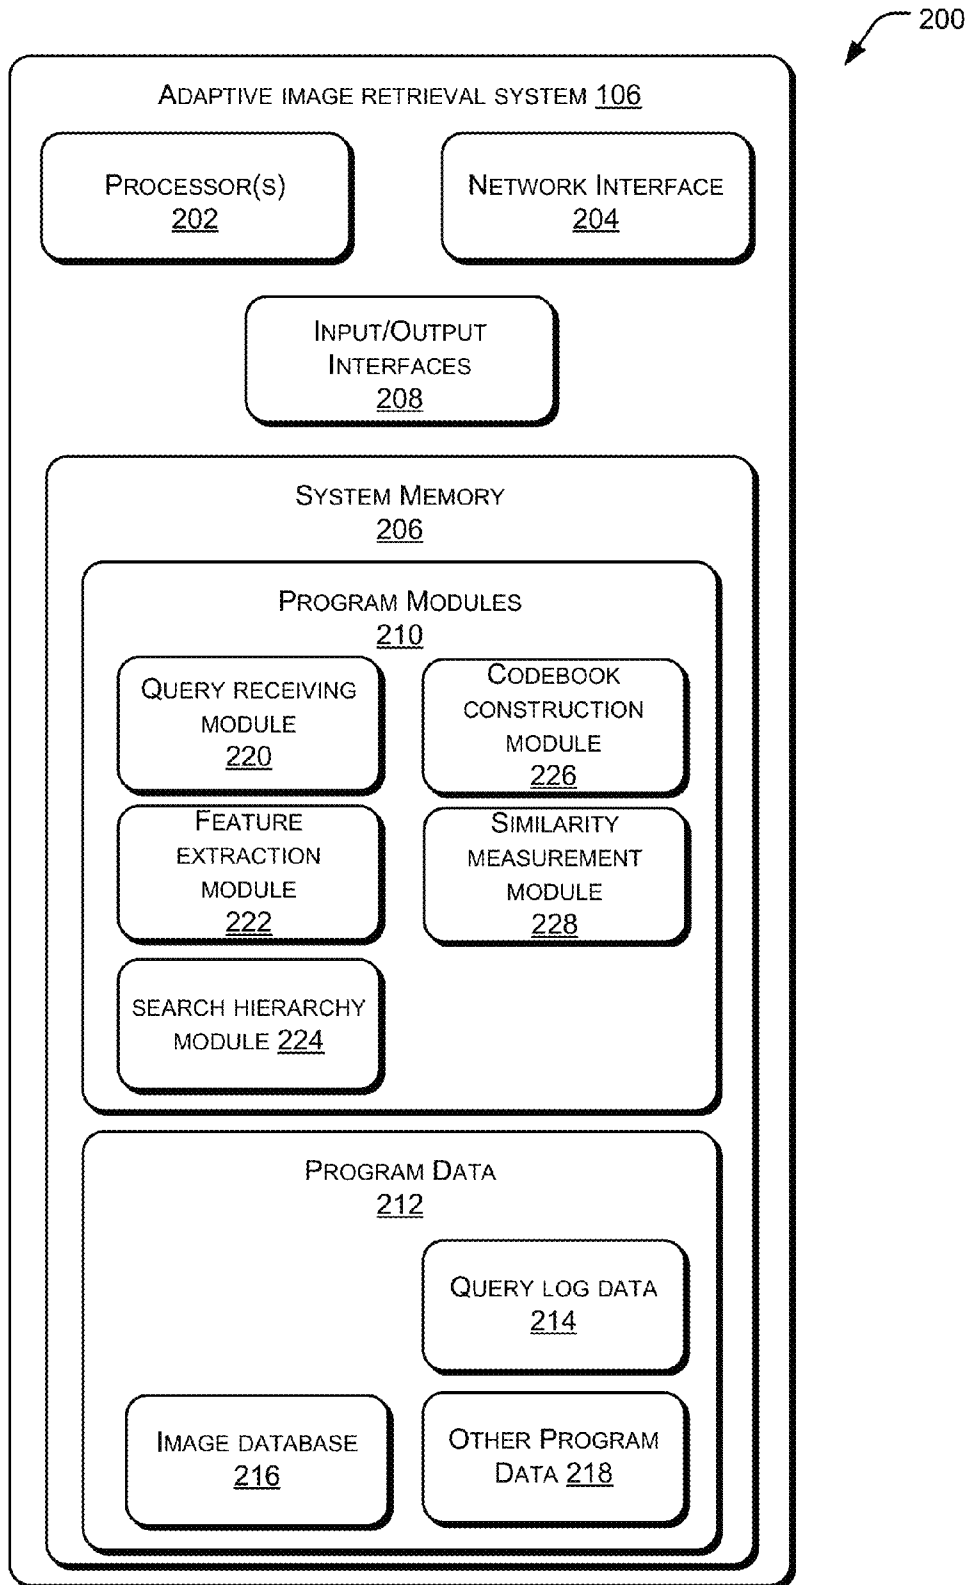 200
ADAPTIVE IMAGE RETRIEVAL SYSTEM 106
PROCESSOR(S)
202
NETWORK INTERFACE
204
INPUT/OUTPUT
INTERFACES
208
SYSTEM MEMORY
206
PROGRAM MODULES
210
QUERY RECEIVING
MODULE
220
CODEBOOK
CONSTRUCTION
MODULE
226
FEATURE
EXTRACTION
MODULE
222
SIMILARITY
MEASUREMENT
MODULE
228
SEARCH HIERARCHY
MODULE 224
PROGRAM DATA
212
QUERY LOG DATA
214
IMAGE DATABASE
216
OTHER PROGRAM
DATA 218